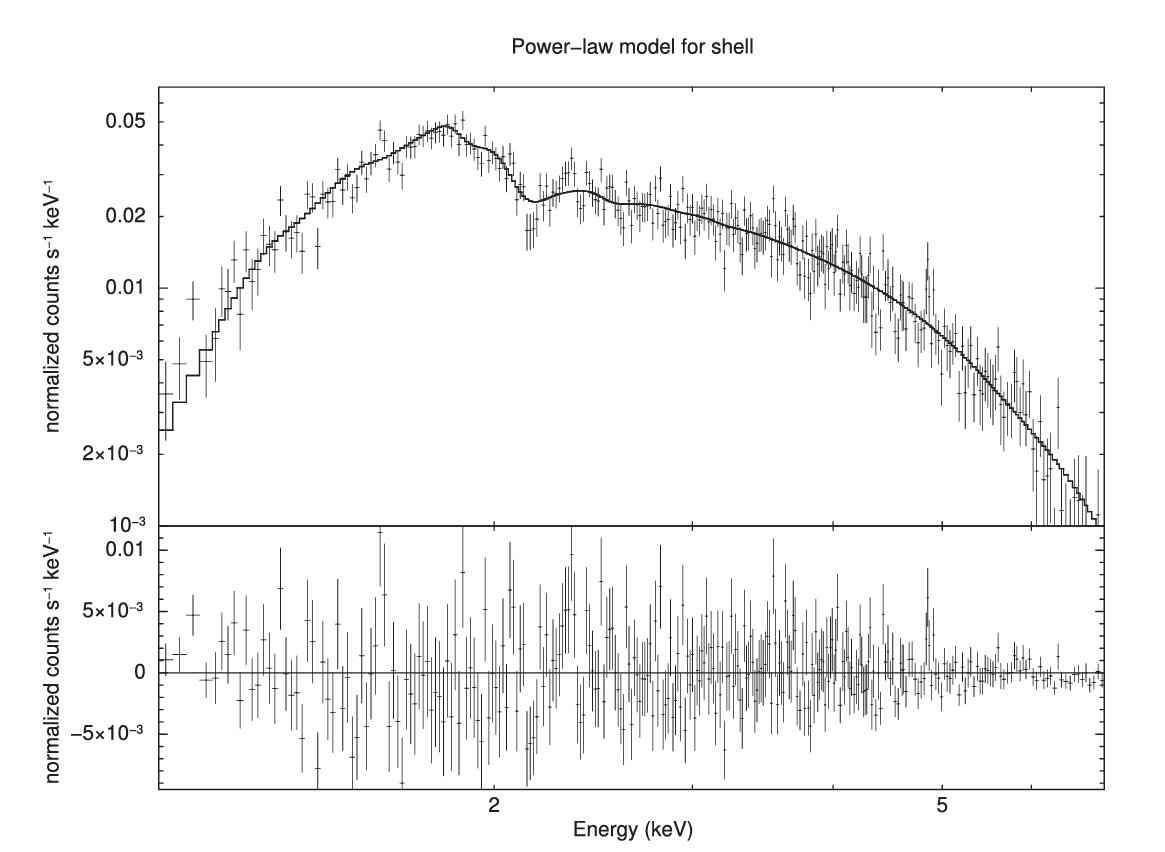 Power−law model for shell
normalized counts s⁻¹ keV⁻¹
0.05
0.02
0.01
5×10⁻³
2×10⁻³
10⁻³
normalized counts s⁻¹ keV⁻¹
0.01
5×10⁻³
0
−5×10⁻³
2 5
Energy (keV)